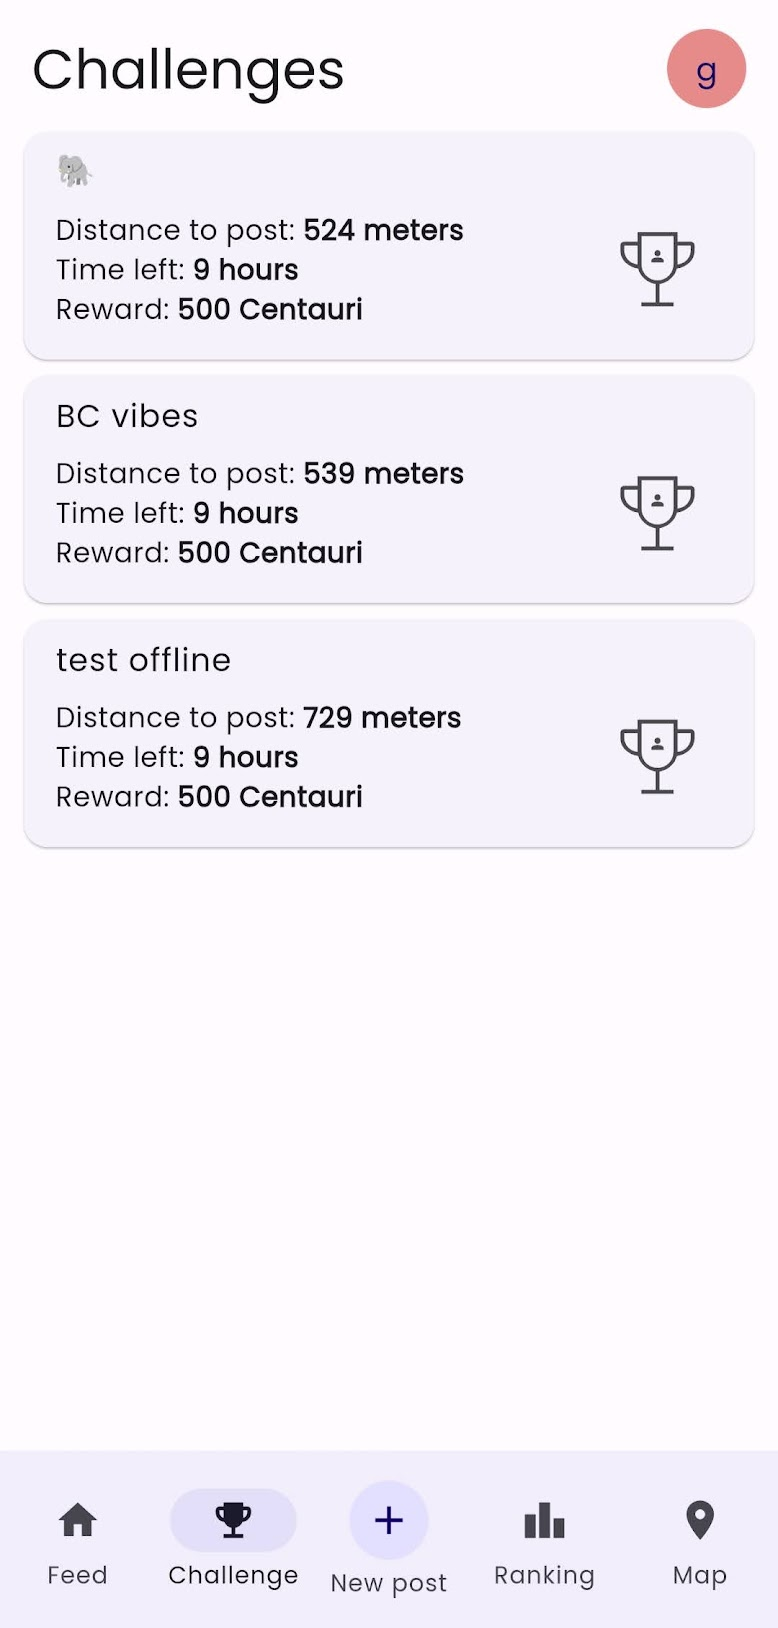 Challenges
g
🐘
Distance to post: 524 meters
Time left: 9 hours
Reward: 500 Centauri
BC vibes
Distance to post: 539 meters
Time left: 9 hours
Reward: 500 Centauri
test offline
Distance to post: 729 meters
Time left: 9 hours
Reward: 500 Centauri
Feed
Challenge
New post
Ranking
Map